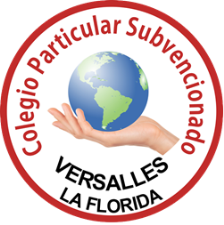 Colegio Particular Subvencionado
VERSALLES
LA FLORIDA